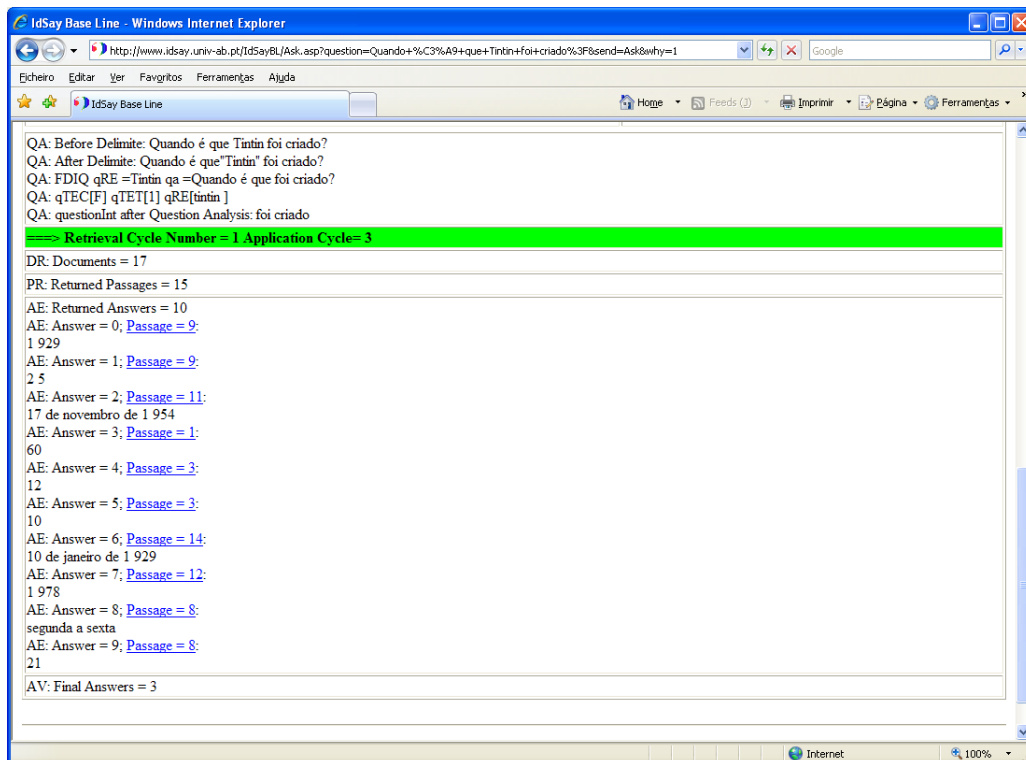 IdSay Base Line - Windows Internet Explorer
http://www.idsay.univ-ab.pt/IdSayBL/Ask.asp?question=Quando+%C3%A9+que+Tintin+foi+criado%3F&send=Ask&why=1
Google
Ficheiro Editar Ver Favoritos Ferramentas Ajuda
IdSay Base Line
Home Feeds (J) Imprimir Página Ferramentas
QA: Before Delimite: Quando é que Tintin foi criado?
QA: After Delimite: Quando é que"Tintin" foi criado?
QA: FDIQ qRE =Tintin qa =Quando é que foi criado?
QA: qTEC[F] qTET[1] qRE[tintin ]
QA: questionInt after Question Analysis: foi criado
===> Retrieval Cycle Number = 1 Application Cycle= 3
DR: Documents = 17
PR: Returned Passages = 15
AE: Returned Answers = 10
AE: Answer = 0; Passage = 9:
1 929
AE: Answer = 1; Passage = 9:
2 5
AE: Answer = 2; Passage = 11:
17 de novembro de 1 954
AE: Answer = 3; Passage = 1:
60
AE: Answer = 4; Passage = 3:
12
AE: Answer = 5; Passage = 3:
10
AE: Answer = 6; Passage = 14:
10 de janeiro de 1 929
AE: Answer = 7; Passage = 12:
1 978
AE: Answer = 8; Passage = 8:
segunda a sexta
AE: Answer = 9; Passage = 8:
21
AV: Final Answers = 3
Internet 100%